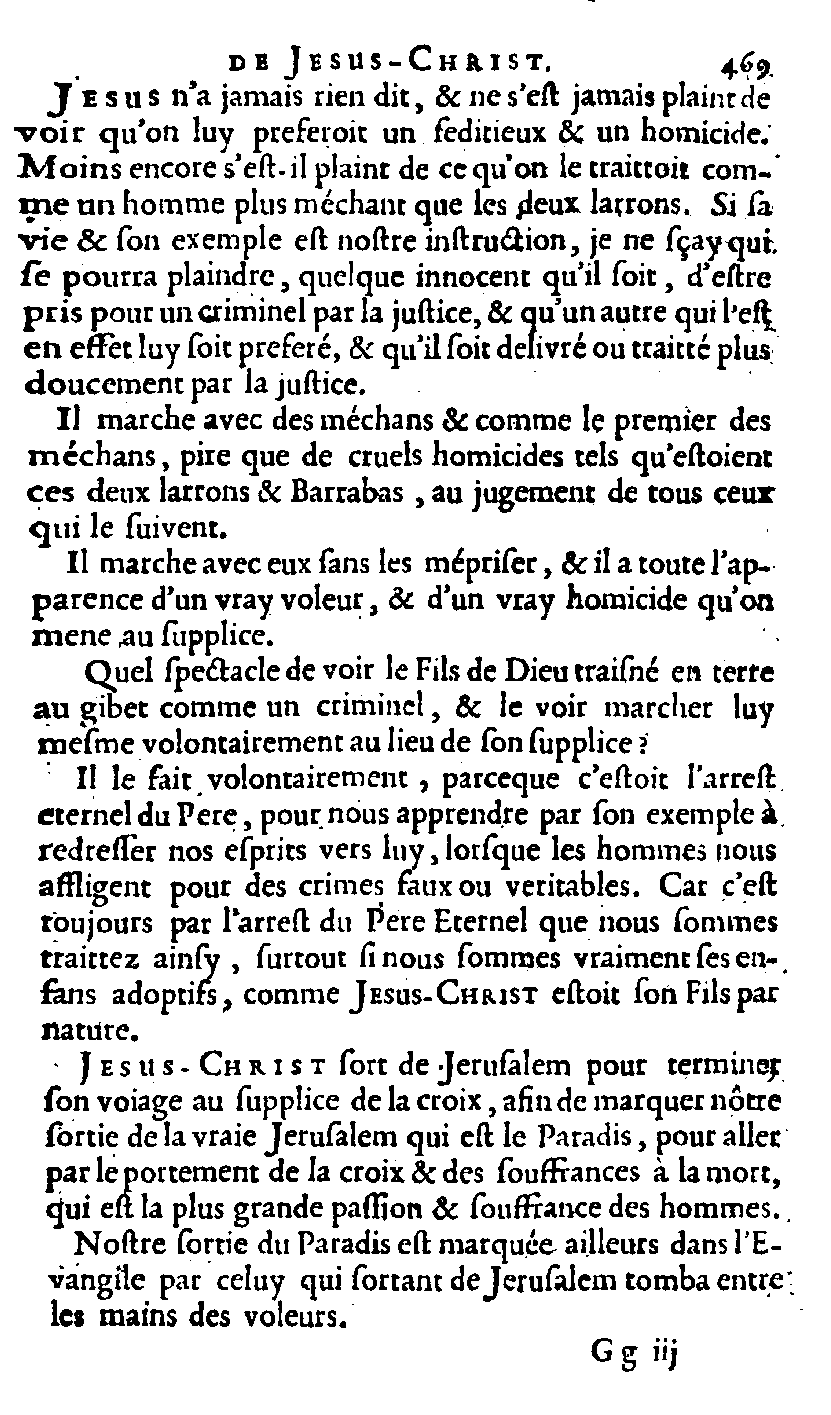 DE JESUS-CHRIST. 469
JESUS n'a jamais rien dit, & ne s'eſt jamais plaint de
voir qu'on luy preferoit un ſeditieux & un homicide.
Moins encore s'eſt-il plaint de ce qu'on le traittoit com-
me un homme plus méchant que les deux larrons. Si ſa
vie & ſon exemple eſt noſtre inſtruction, je ne ſçay qui
ſe pourra plaindre, quelque innocent qu'il ſoit, d'eſtre
pris pour un criminel par la juſtice, & qu'un autre qui l'eſt
en effet luy ſoit preferé, & qu'il ſoit delivré ou traitté plus
doucement par la juſtice.
Il marche avec des méchans & comme le premier des
méchans, pire que de cruels homicides tels qu'eſtoient
ces deux larrons & Barrabas, au jugement de tous ceux
qui le ſuivent.
Il marche avec eux ſans les mépriſer, & il a toute l'ap-
parence d'un vray voleur, & d'un vray homicide qu'on
mene au ſupplice.
Quel ſpectacle de voir le Fils de Dieu traiſné en terre
au gibet comme un criminel, & le voir marcher luy
meſme volontairement au lieu de ſon ſupplice?
Il le fait volontairement, parceque c'eſtoit l'arreſt
eternel du Pere, pour nous apprendre par ſon exemple à
redreſſer nos eſprits vers luy, lorſque les hommes nous
affligent pour des crimes faux ou veritables. Car c'eſt
toujours par l'arreſt du Pere Eternel que nous ſommes
traittez ainſy, ſurtout ſi nous ſommes vraiment ſes en-
fans adoptifs, comme JESUS-CHRIST eſtoit ſon Fils par
nature.
JESUS-CHRIST ſort de Jeruſalem pour terminer
ſon voiage au ſupplice de la croix, afin de marquer nôtre
ſortie de la vraie Jeruſalem qui eſt le Paradis, pour aller
par le portement de la croix & des ſouffrances à la mort,
qui eſt la plus grande paſſion & ſouffrance des hommes.
Noſtre ſortie du Paradis eſt marquée ailleurs dans l'E-
vangile par celuy qui ſortant de Jeruſalem tomba entre
les mains des voleurs.
Gg iij